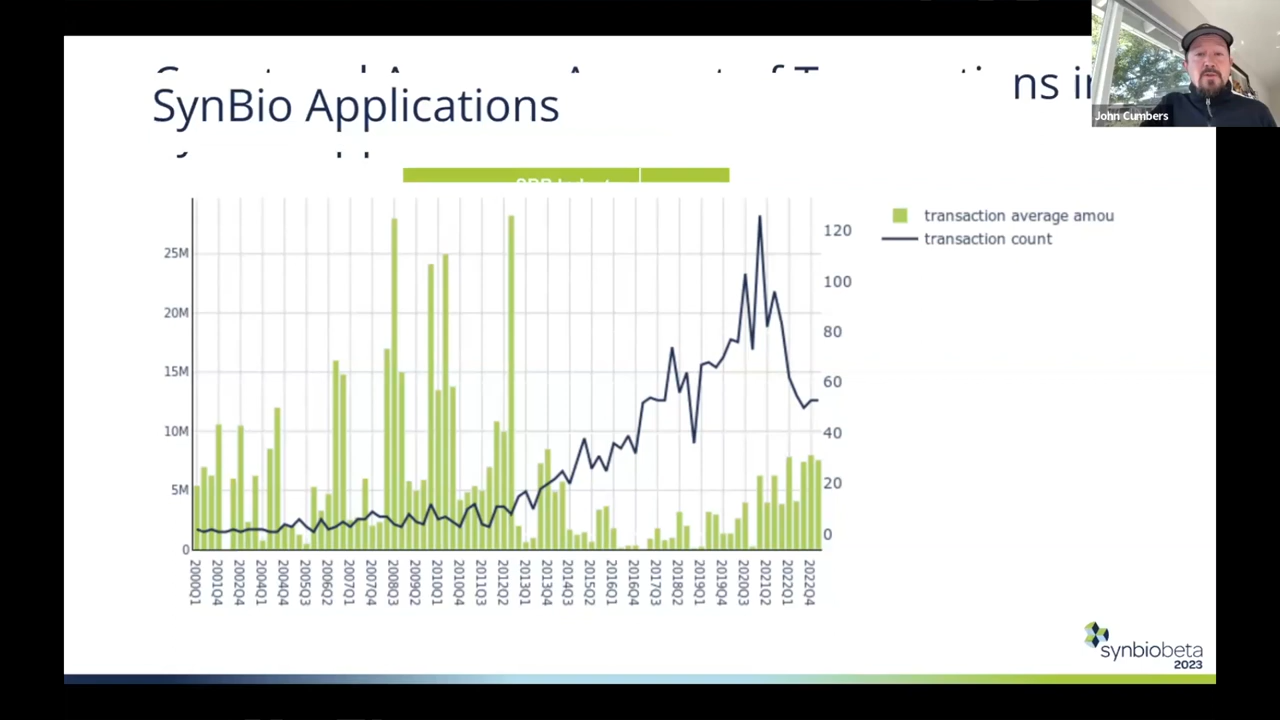 ns in
SynBio Applications
John Cumbers
transaction average amou
transaction count
25M
20M
15M
10M
5M
0
120
100
80
60
40
20
0
2000Q1
2001Q4
2002Q4
2004Q1
2004Q4
2005Q3
2006Q2
2007Q1
2007Q4
2008Q3
2009Q2
2010Q1
2010Q4
2011Q3
2012Q2
2013Q1
2013Q4
2014Q3
2015Q2
2016Q1
2016Q4
2017Q3
2018Q2
2019Q1
2019Q4
2020Q3
2021Q2
2022Q1
2022Q4
synbiobeta
2023